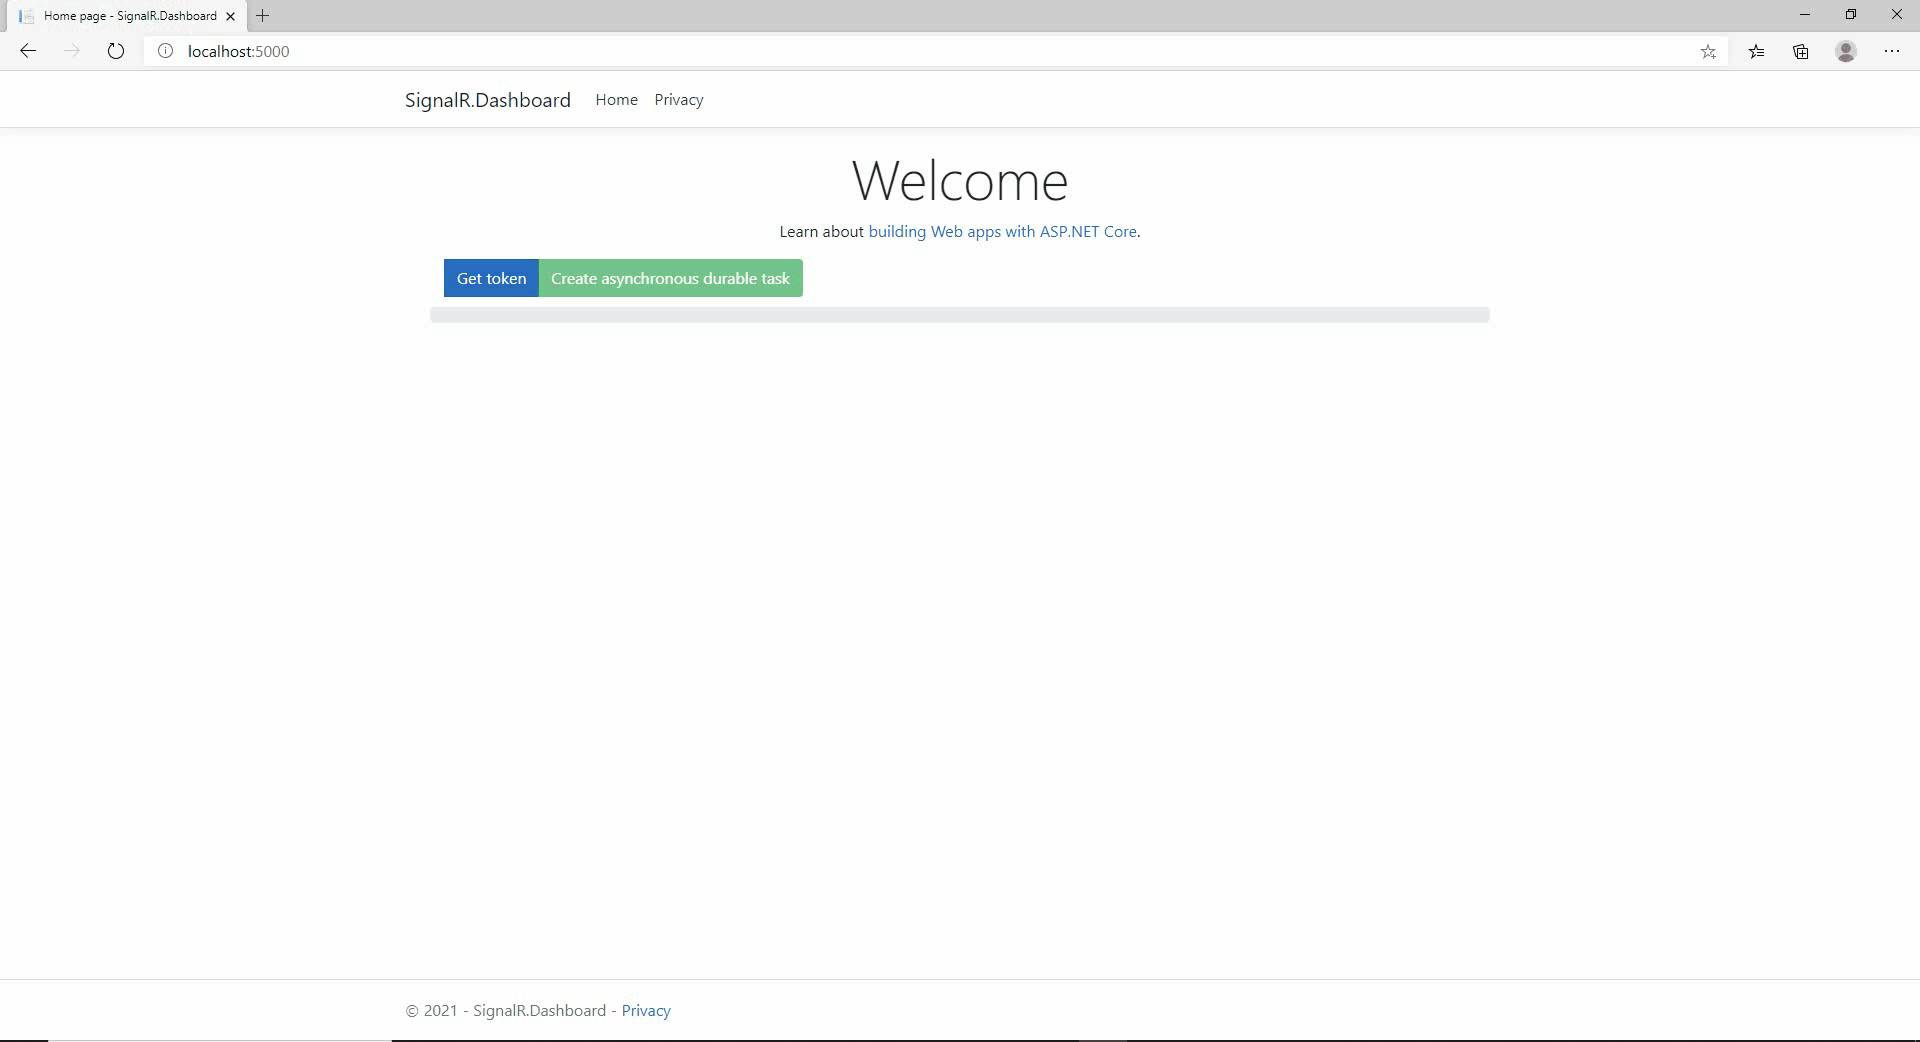 Home page - SignalR.Dashboard
localhost:5000
SignalR.Dashboard Home Privacy
Welcome
Learn about building Web apps with ASP.NET Core.
Get token Create asynchronous durable task
© 2021 - SignalR.Dashboard - Privacy